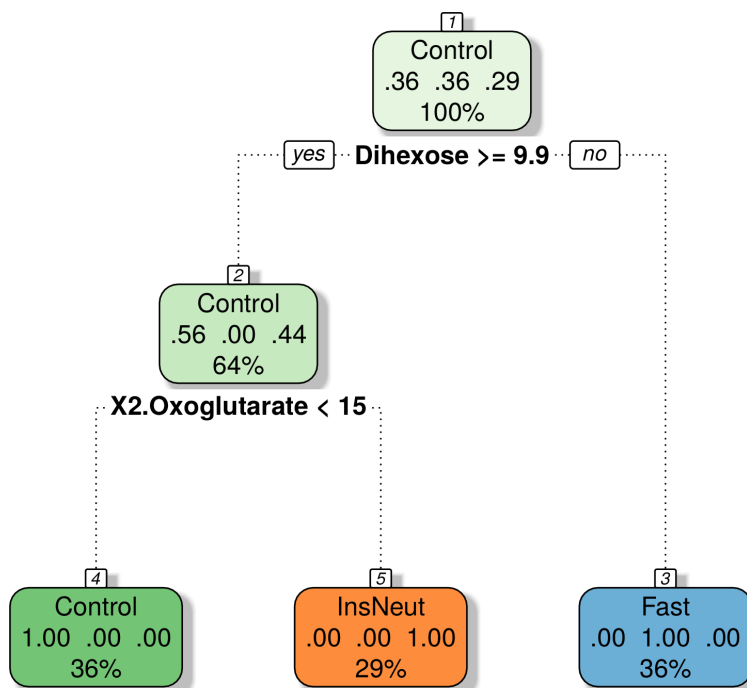 1
Control
.36 .36 .29
100%
yes Dihexose >= 9.9 no
2
Control
.56 .00 .44
64%
X2.Oxoglutarate < 15
4
Control
1.00 .00 .00
36%
5
InsNeut
.00 .00 1.00
29%
3
Fast
.00 1.00 .00
36%